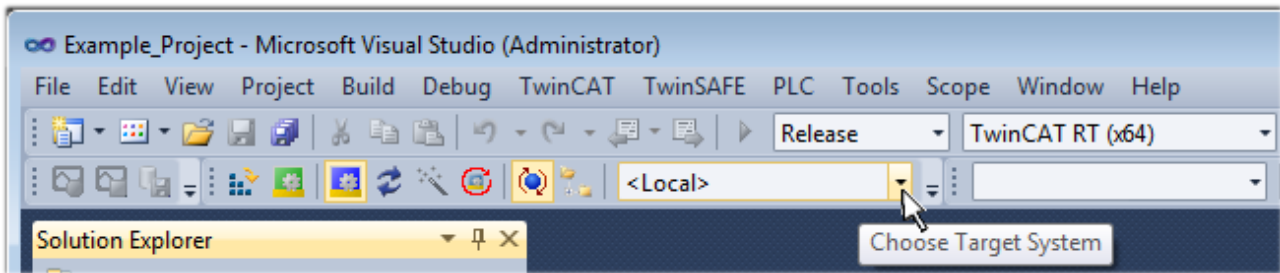 Example_Project - Microsoft Visual Studio (Administrator)
File Edit View Project Build Debug TwinCAT TwinSAFE PLC Tools Scope Window Help
Release TwinCAT RT (x64)
<Local>
Solution Explorer
Choose Target System